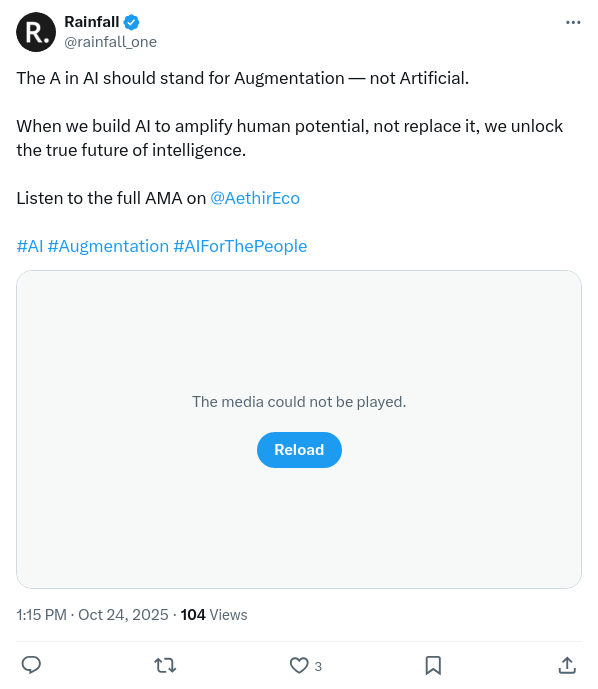 R.
Rainfall
@rainfall_one
The A in AI should stand for Augmentation — not Artificial.
When we build AI to amplify human potential, not replace it, we unlock
the true future of intelligence.
Listen to the full AMA on @AethirEco
#AI #Augmentation #AIForThePeople
The media could not be played.
Reload
1:15 PM · Oct 24, 2025 · 104 Views
3